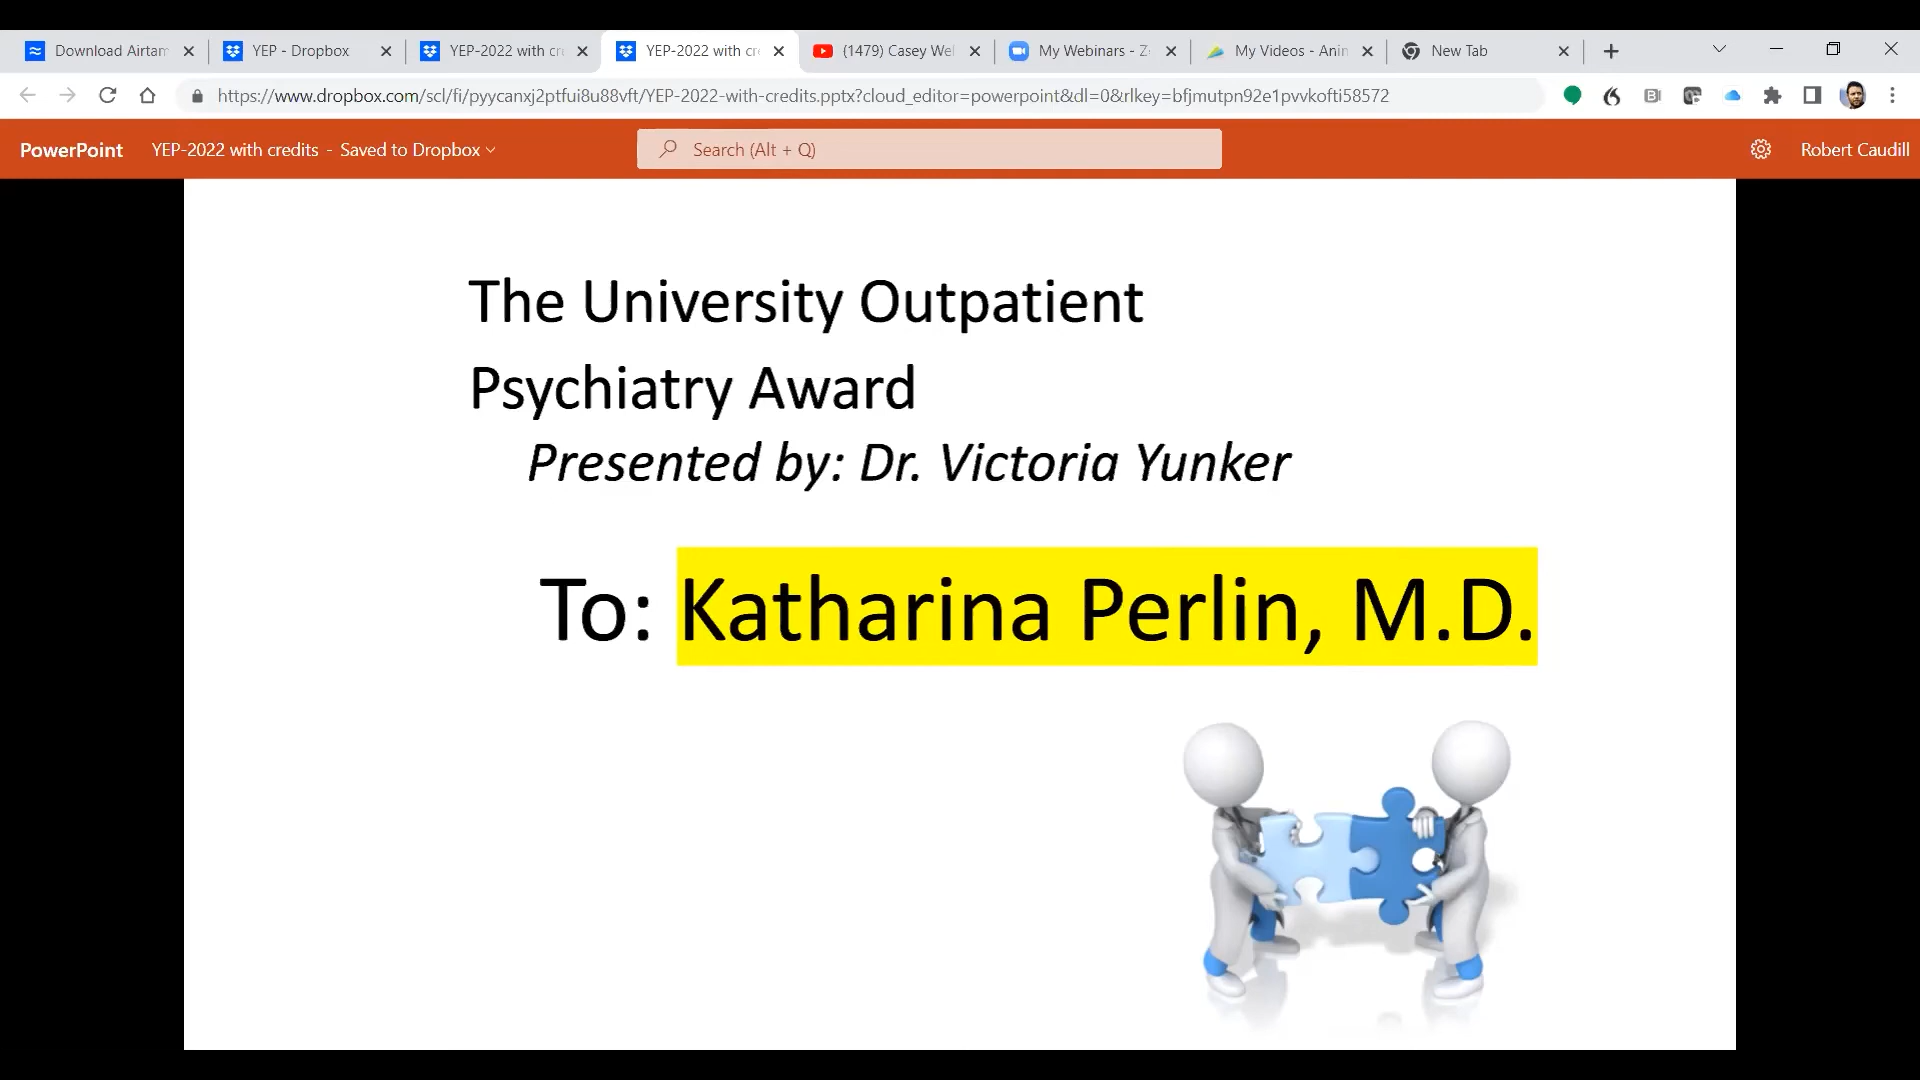 Download Airtam
YEP - Dropbox
YEP-2022 with cr
YEP-2022 with cr
(1479) Casey Wel
My Webinars - Z
My Videos - Anin
New Tab
https://www.dropbox.com/scl/fi/pyycanxj2ptfui8u88vft/YEP-2022-with-credits.pptx?cloud_editor=powerpoint&dl=0&rlkey=bfjmutpn92e1pvvkofti58572
PowerPoint YEP-2022 with credits - Saved to Dropbox
Search (Alt + Q)
Robert Caudill
The University Outpatient
Psychiatry Award
Presented by: Dr. Victoria Yunker
To: Katharina Perlin, M.D.